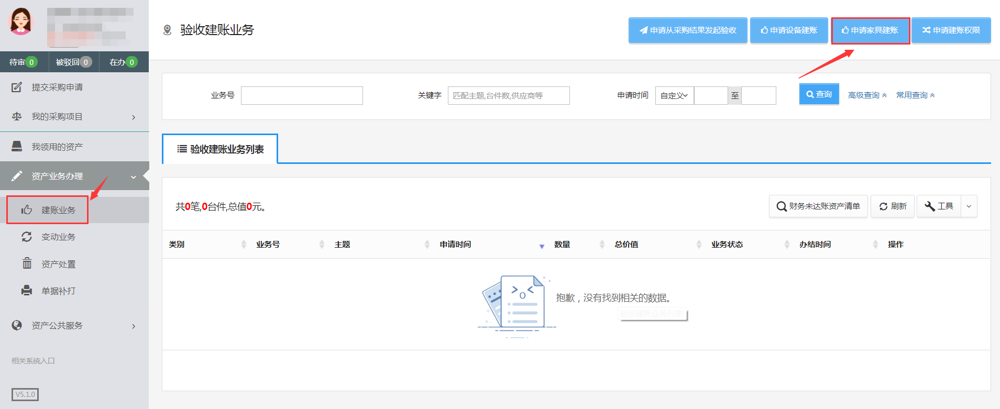 待审 0 被驳回 0 在办 0
提交采购申请
我的采购项目
我领用的资产
资产业务办理
建账业务
变动业务
资产处置
单据补打
资产公共服务
相关系统入口
V5.1.0
验收建账业务
申请从采购结果发起验收 申请设备建账 申请家具建账 申请建账权限
业务号 关键字 匹配主题,台件数,供应商等 申请时间 自定义 至 查询 高级查询 常用查询
验收建账业务列表
共0笔,0台件,总值0元。 财务未达账资产清单 刷新 工具
类别 业务号 主题 申请时间 数量 总价值 业务状态 办结时间 操作
抱歉，没有找到相关的数据。
验收建账业务列表